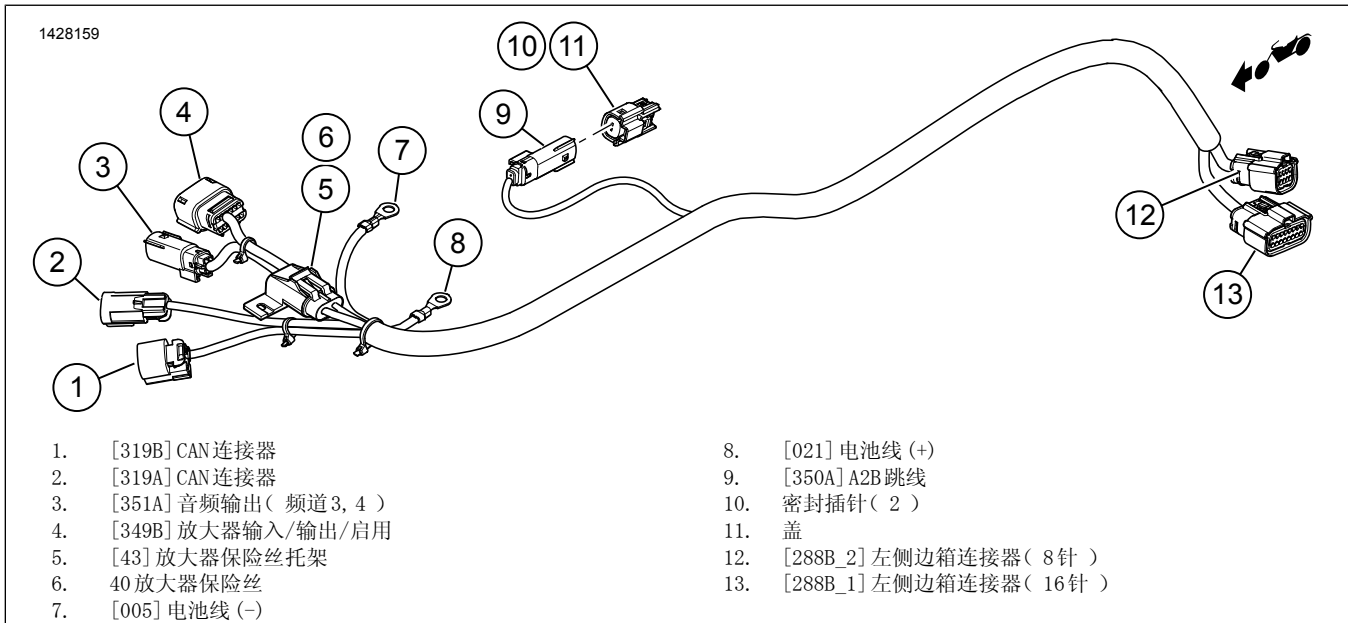 1428159
10 11
9
4
6
7
3
5
8
12
2
13
1
1. [319B] CAN连接器
2. [319A] CAN连接器
3. [351A] 音频输出( 频道3, 4 )
4. [349B] 放大器输入/输出/启用
5. [43] 放大器保险丝托架
6. 40放大器保险丝
7. [005] 电池线 (-)
8. [021] 电池线 (+)
9. [350A] A2B跳线
10. 密封插针( 2 )
11. 盖
12. [288B_2] 左侧边箱连接器( 8针 )
13. [288B_1] 左侧边箱连接器( 16针 )